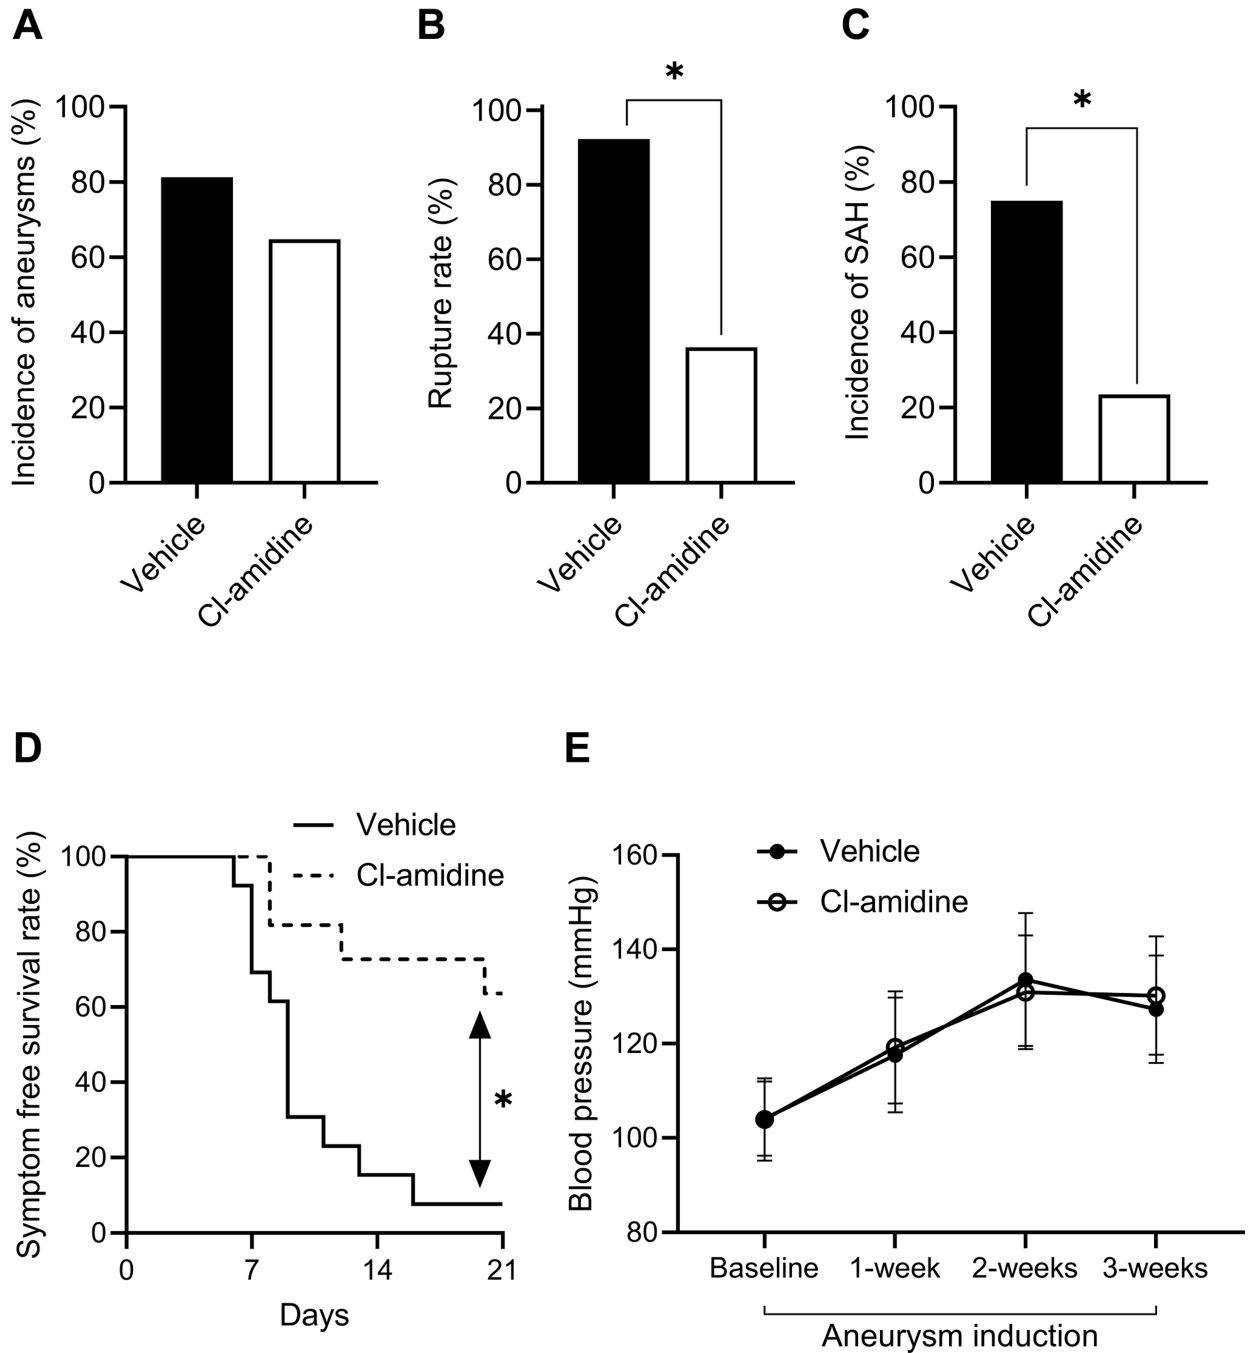 A
Incidence of aneurysms (%)
100
80
60
40
20
0
Vehicle
Cl-amidine
B
Rupture rate (%)
100
80
60
40
20
0
*
Vehicle
Cl-amidine
C
Incidence of SAH (%)
100
80
60
40
20
0
*
Vehicle
Cl-amidine
D
Symptom free survival rate (%)
Vehicle
Cl-amidine
100
80
60
40
20
0
*
0
7
14
21
Days
E
Blood pressure (mmHg)
Vehicle
Cl-amidine
160
140
120
100
80
Baseline
1-week
2-weeks
3-weeks
Aneurysm induction